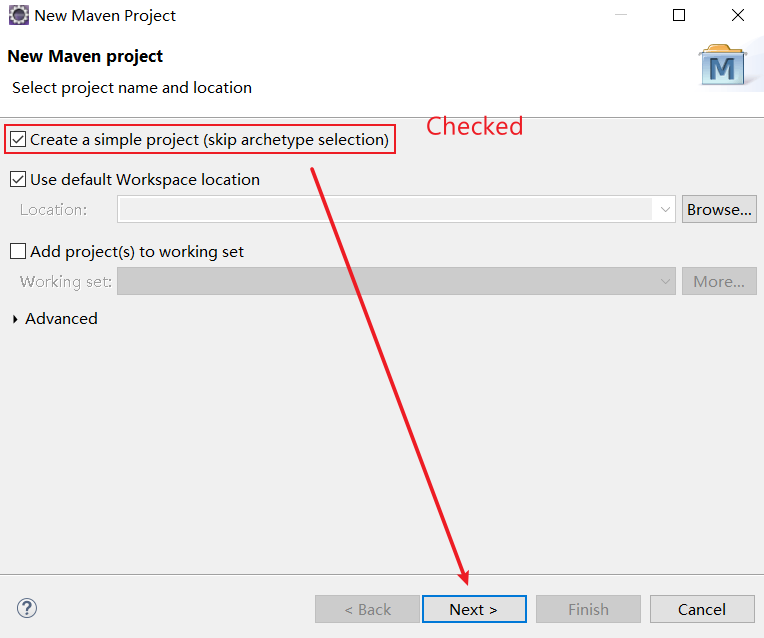 New Maven Project
New Maven project
Select project name and location
M
Checked
Create a simple project (skip archetype selection)
Use default Workspace location
Location:
Browse...
Add project(s) to working set
Working set:
More...
Advanced
?
< Back
Next >
Finish
Cancel